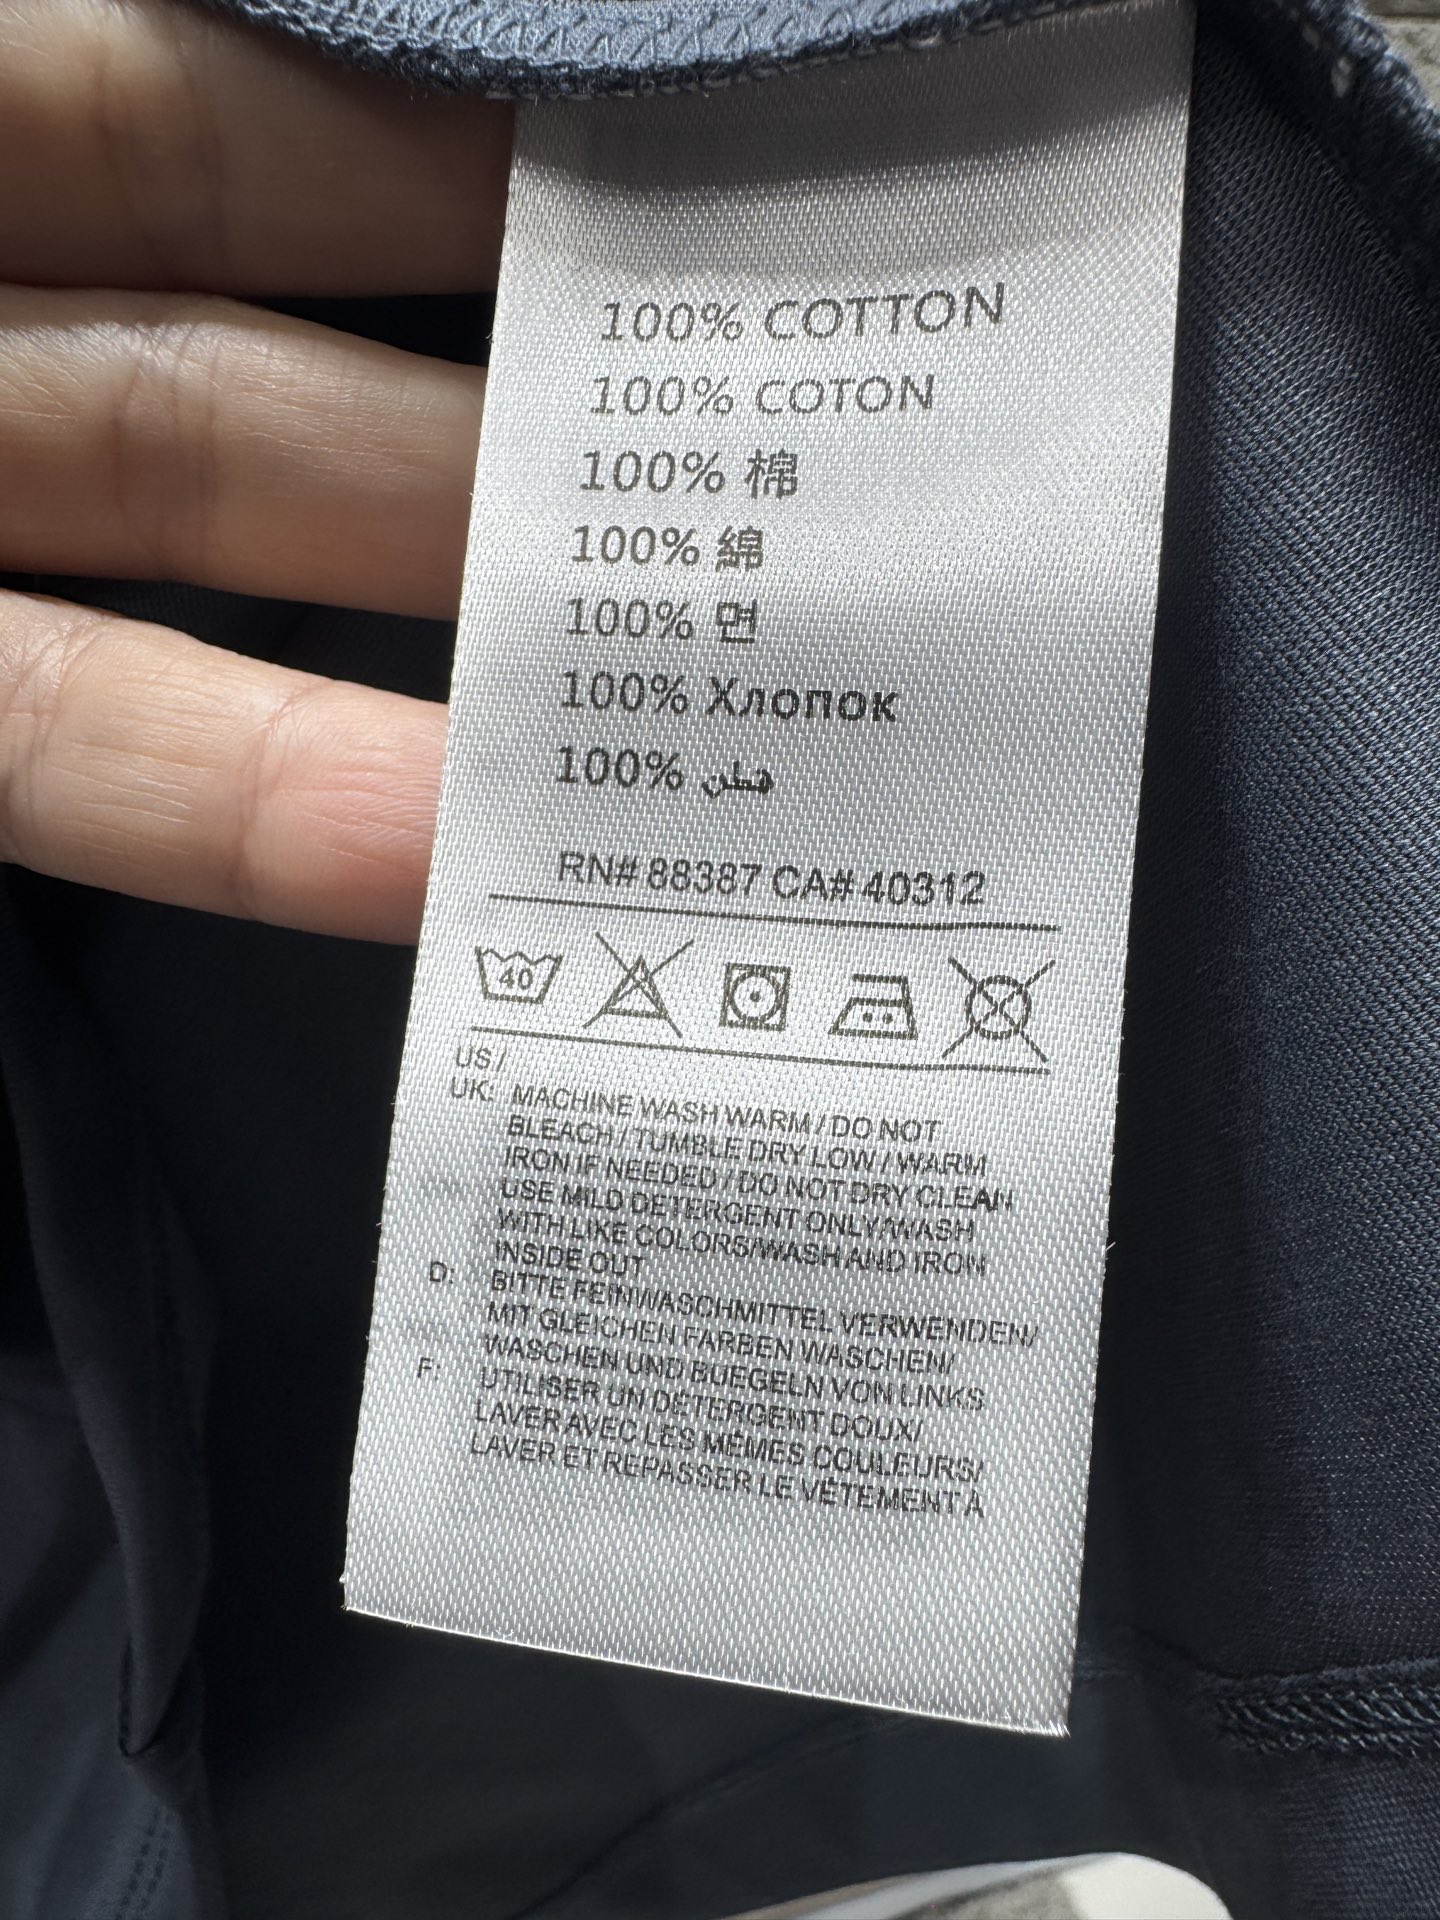 100% COTTON
100% COTON
100% 棉
100% 綿
100% 면
100% Хлопок
100% قطن
RN# 88387 CA# 40312
40
US/
UK: MACHINE WASH WARM / DO NOT
BLEACH / TUMBLE DRY LOW / WARM
IRON IF NEEDED / DO NOT DRY CLEAN
USE MILD DETERGENT ONLY/WASH
WITH LIKE COLORS/WASH AND IRON
INSIDE OUT
D: BITTE FEINWASCHMITTEL VERWENDEN/
MIT GLEICHEN FARBEN WASCHEN/
WASCHEN UND BUEGELN VON LINKS
F: UTILISER UN DÉTERGENT DOUX/
LAVER AVEC LES MÊMES COULEURS/
LAVER ET REPASSER LE VÊTEMENT À